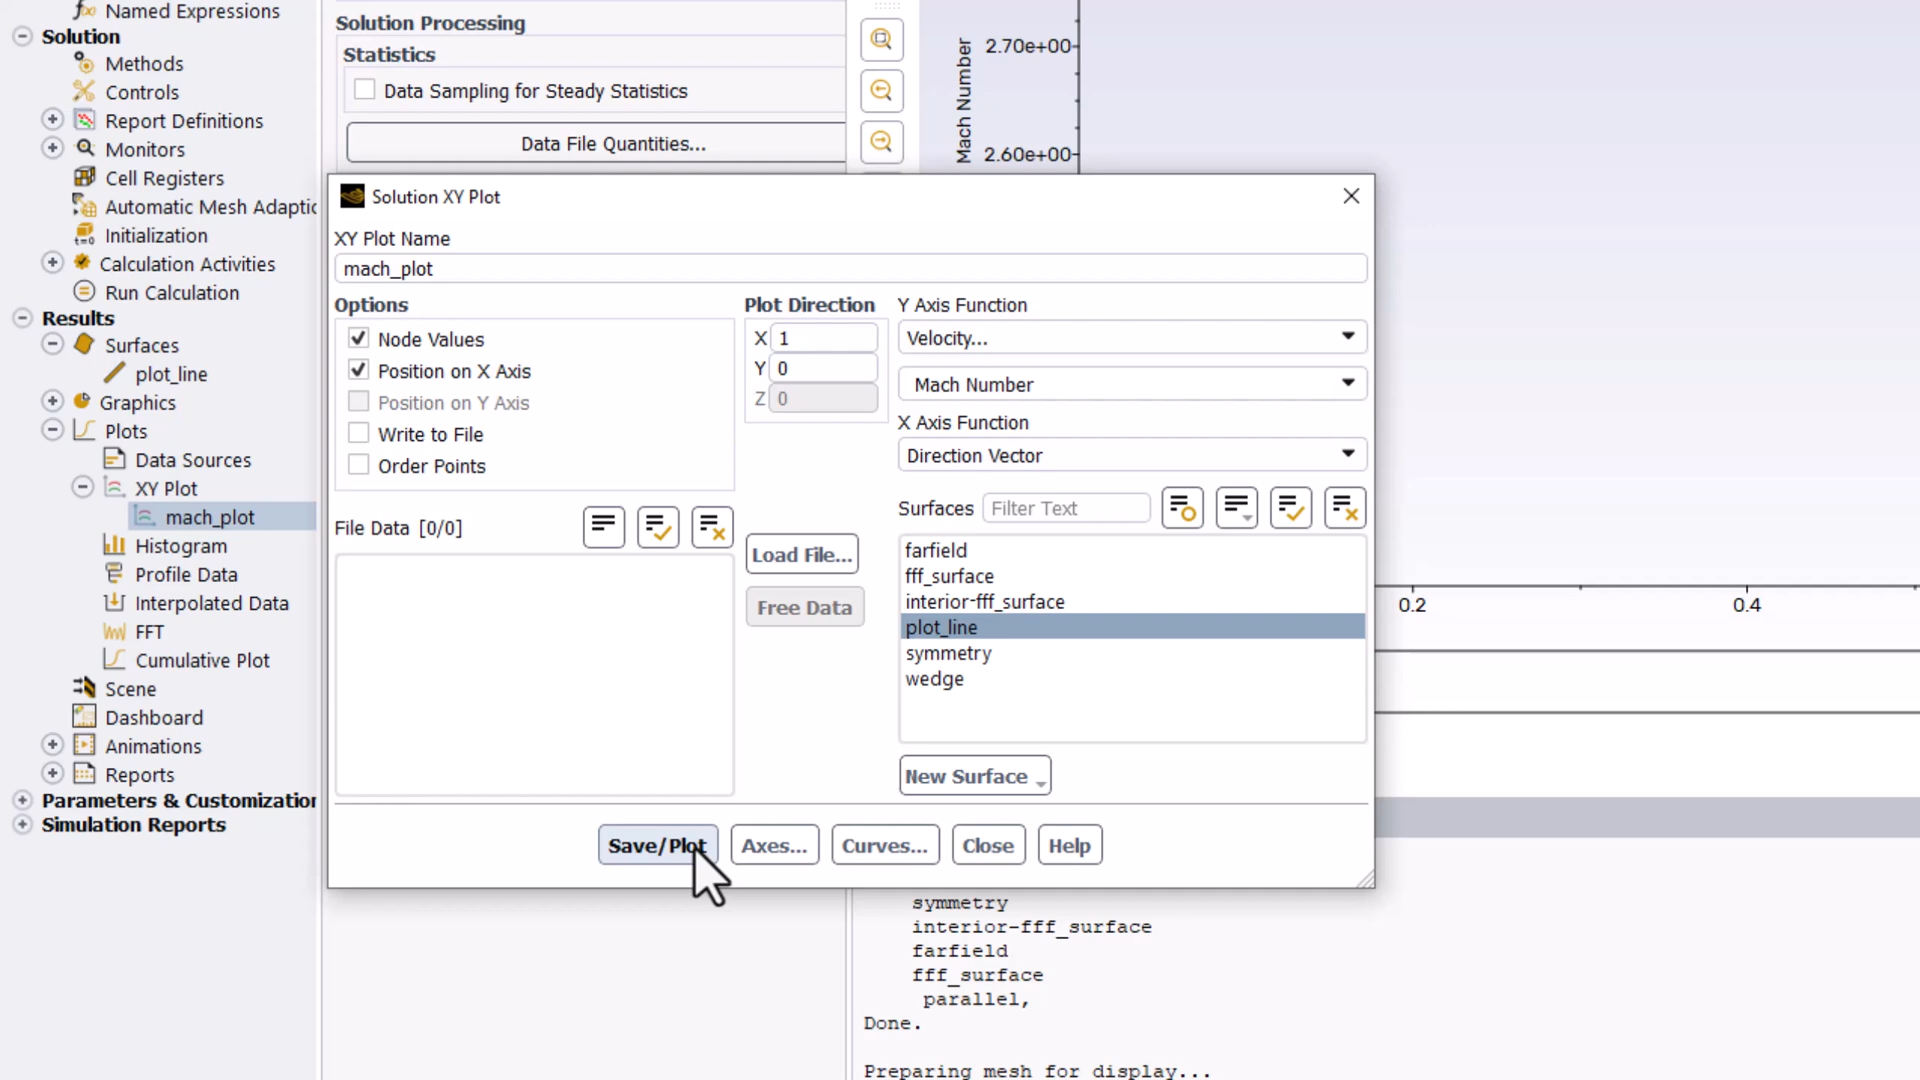 Named Expressions
Solution
Methods
Controls
Report Definitions
Monitors
Cell Registers
Automatic Mesh Adaptic
Initialization
Calculation Activities
Run Calculation
Results
Surfaces
plot_line
Graphics
Plots
Data Sources
XY Plot
mach_plot
Histogram
Profile Data
Interpolated Data
FFT
Cumulative Plot
Scene
Dashboard
Animations
Reports
Parameters & Customization
Simulation Reports
Solution Processing
Statistics
Data Sampling for Steady Statistics
Data File Quantities...
Mach Number
2.70e+00
2.60e+00
0.2
0.4
Solution XY Plot
XY Plot Name
mach_plot
Options
Node Values
Position on X Axis
Position on Y Axis
Write to File
Order Points
Plot Direction
X 1
Y 0
Z 0
Y Axis Function
Velocity...
Mach Number
X Axis Function
Direction Vector
File Data [0/0]
Load File...
Free Data
Surfaces Filter Text
farfield
fff_surface
interior-fff_surface
plot_line
symmetry
wedge
New Surface
Save/Plot Axes... Curves... Close Help
symmetry
interior-fff_surface
farfield
fff_surface
parallel,
Done.
Preparing mesh for display...